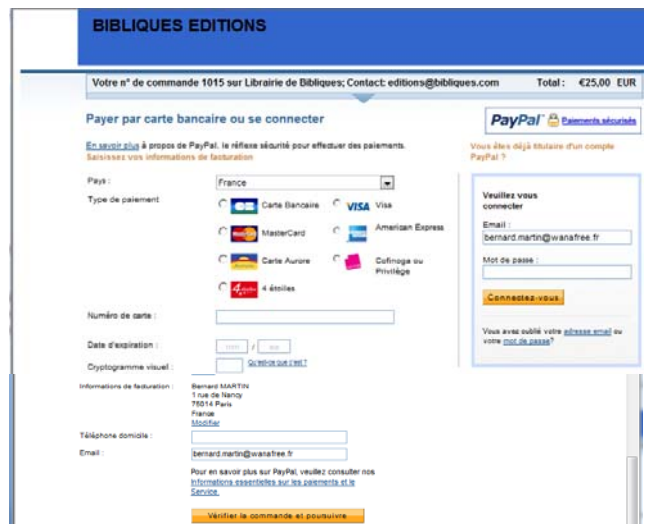 BIBLIQUES EDITIONS
Votre n° de commande 1015 sur Librairie de Bibliques; Contact: editions@bibliques.com Total : €25,00 EUR
Payer par carte bancaire ou se connecter
PayPal Paiements sécurisés
En savoir plus à propos de PayPal. le réflexe sécurité pour effectuer des paiements.
Saisissez vos informations de facturation
Vous êtes déjà titulaire d'un compte
PayPal ?
Pays : France
Type de paiement
CB Carte Bancaire VISA Visa
MasterCard American Express
Carte Aurore Cofinoga ou
Privilège
4 étoiles 4 étoiles
Numéro de carte :
Date d'expiration : mm / aa
Cryptogramme visuel : Qu'est-ce que c'est ?
Veuillez vous
connecter
Email :
bernard.martin@wanafree.fr
Mot de passe :
Connectez-vous
Vous avez oublié votre adresse email ou
votre mot de passe?
Informations de facturation : Bernard MARTIN
1 rue de Nancy
75014 Paris
France
Modifier
Téléphone domicile :
Email : bernard.martin@wanafree.fr
Pour en savoir plus sur PayPal, veuillez consulter nos
Informations essentielles sur les paiements et le
Service.
Vérifier la commande et poursuivre